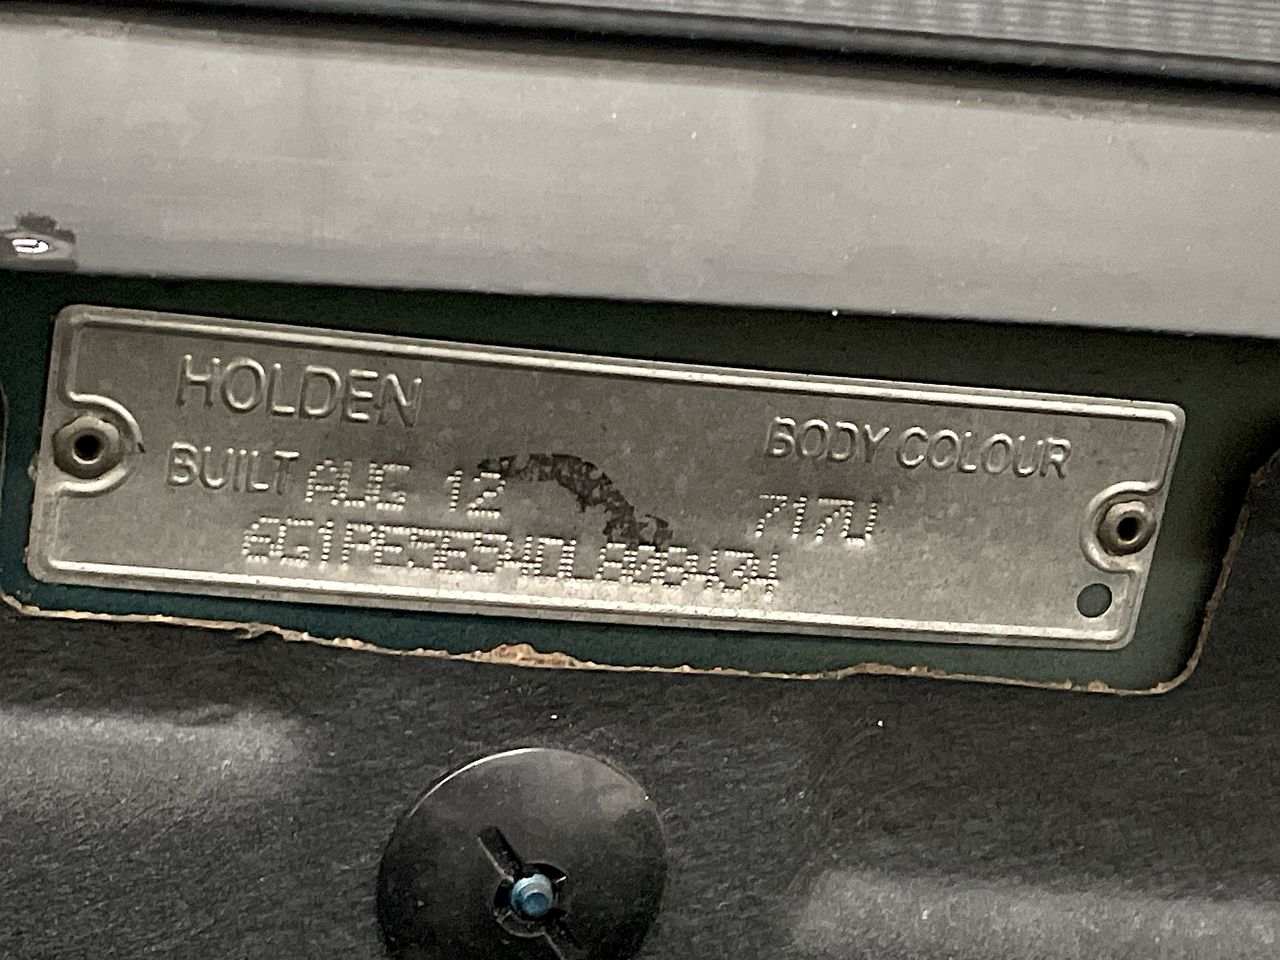 HOLDEN
BODY COLOUR
BUILT AUG 12
717U